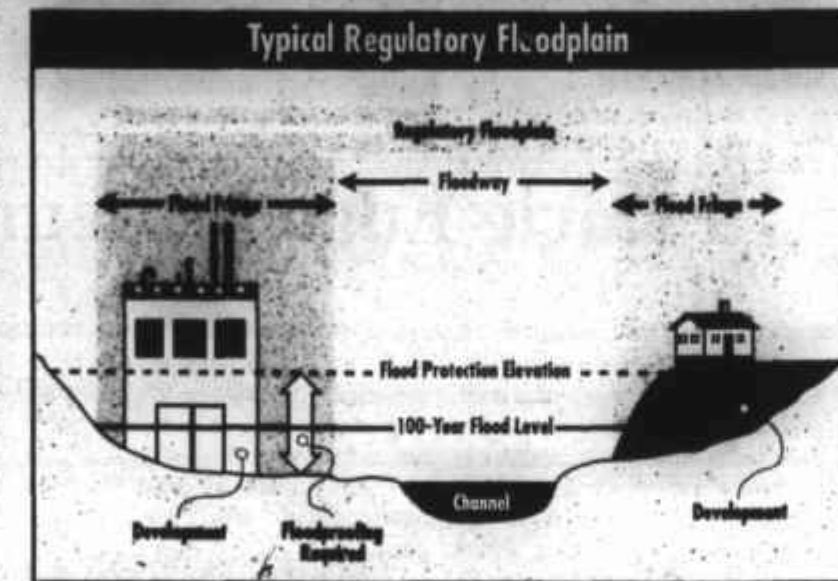 Typical Regulatory Floodplain
Regulatory Floodplain
Floodway
Flood Fringe
Flood Fringe
Flood Protection Elevation
100-Year Flood Level
Channel
Development
Floodproofing
Required
Development